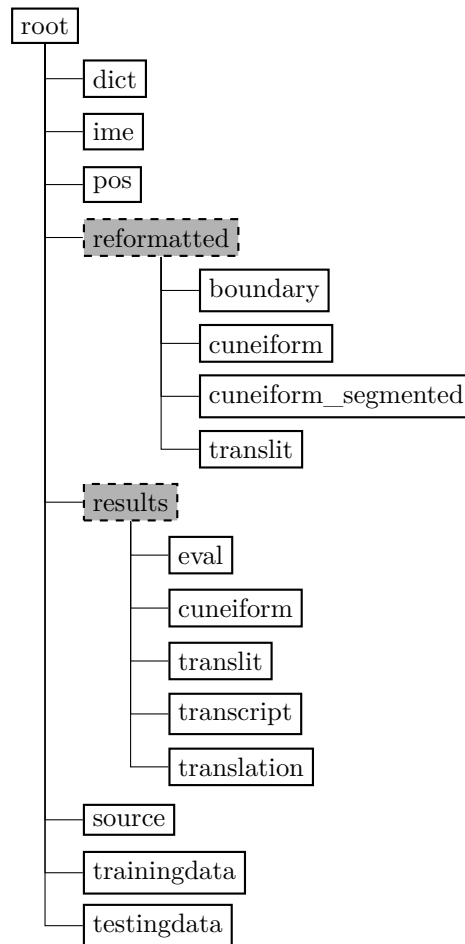 root
dict
ime
pos
reformatted
boundary
cuneiform
cuneiform_segmented
translit
results
eval
cuneiform
translit
transcript
translation
source
trainingdata
testingdata